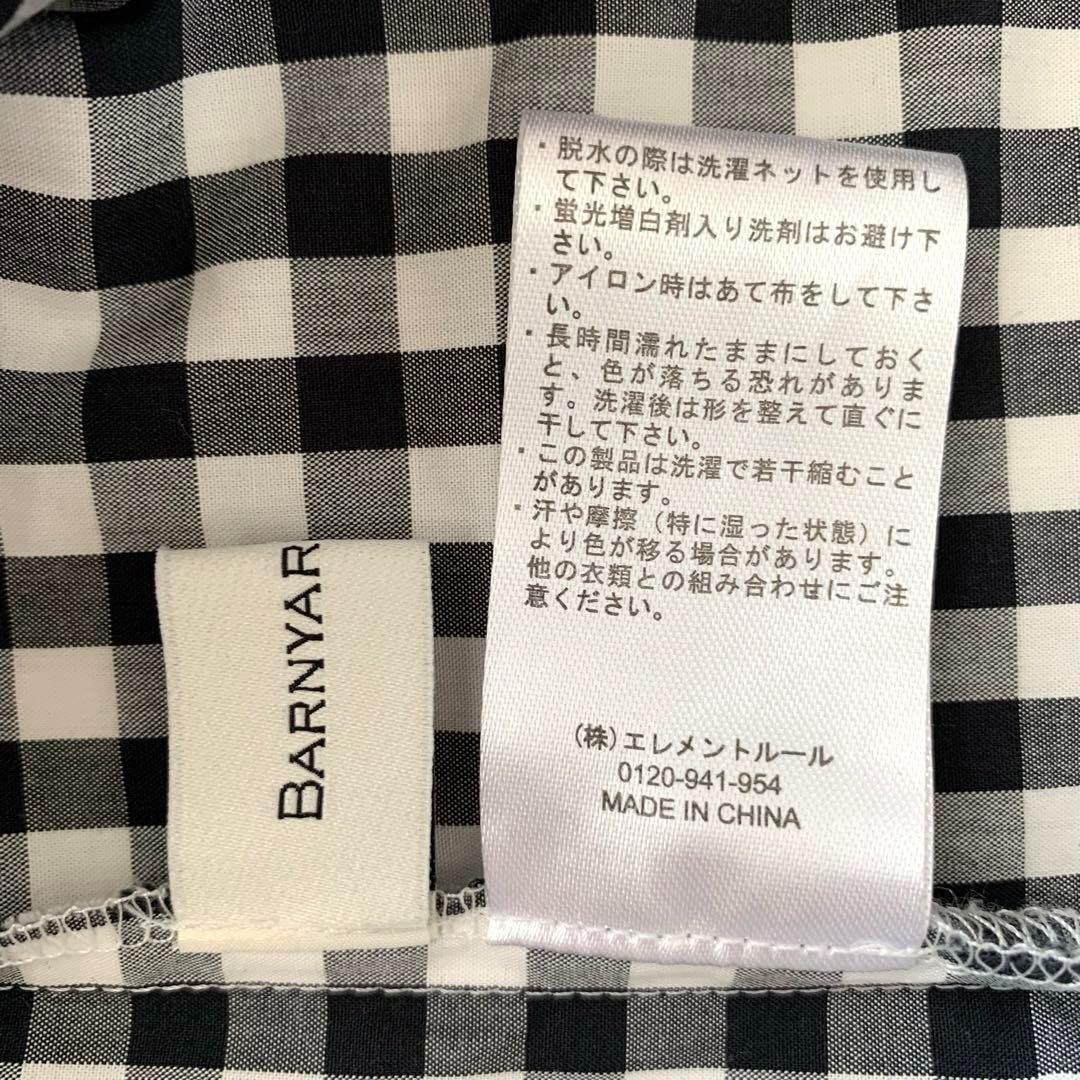 ・脱水の際は洗濯ネットを使用し
て下さい。
・蛍光増白剤入り洗剤はお避け下
さい。
・アイロン時はあて布をして下さ
い。
・長時間濡れたままにしておく
と、色が落ちる恐れがありま
す。洗濯後は形を整えて直ぐに
干して下さい。
・この製品は洗濯で若干縮むこと
があります。
・汗や摩擦（特に湿った状態）に
より色が移る場合があります。
他の衣類との組み合わせにご注
意ください。
(株)エレメントルール
0120-941-954
MADE IN CHINA
BARNYAR